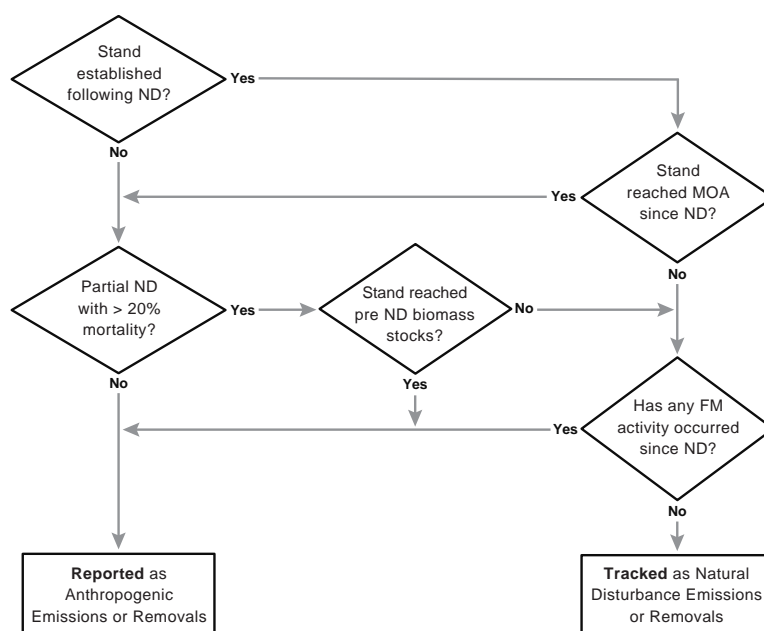 Stand
established
following ND?
Yes
No
Stand
reached MOA
since ND?
Yes
No
Partial ND
with > 20%
mortality?
Yes
No
Stand reached
pre ND biomass
stocks?
No
Yes
Has any FM
activity occurred
since ND?
Yes
No
Reported as
Anthropogenic
Emissions or Removals
Tracked as Natural
Disturbance Emissions
or Removals